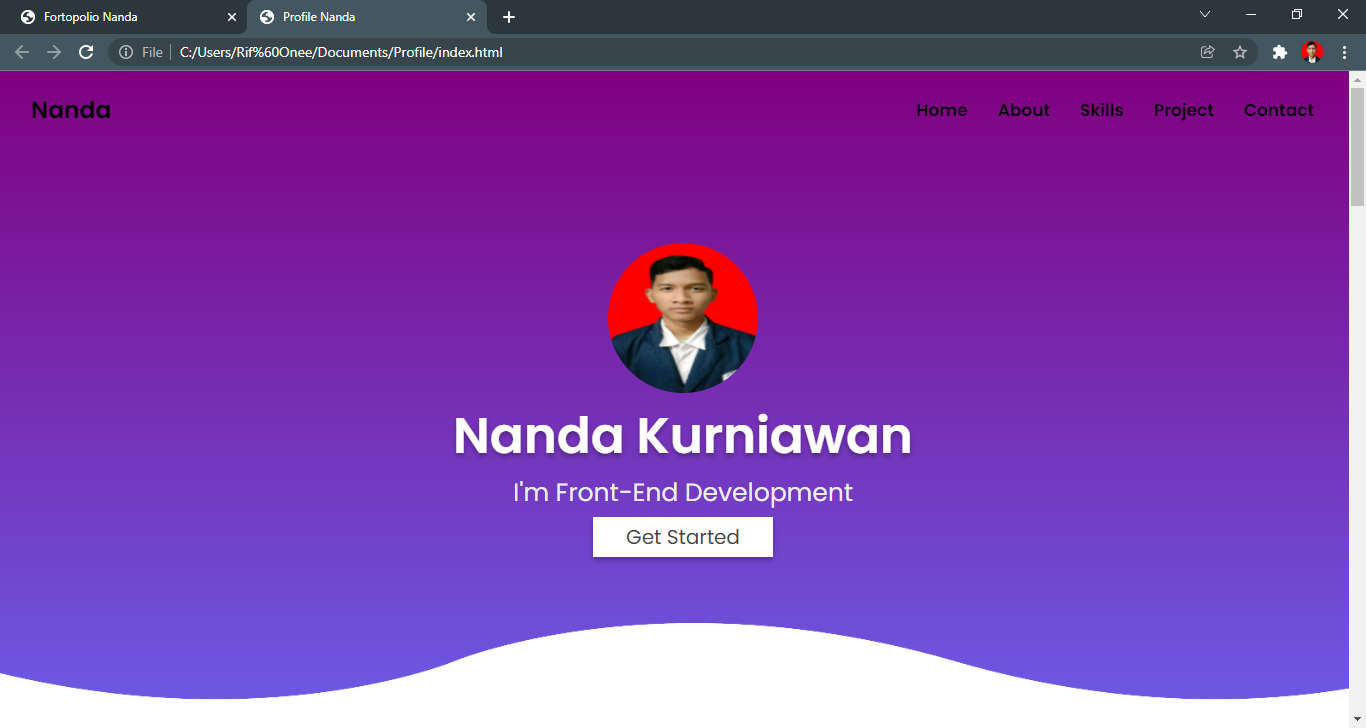 Fortopolio Nanda
Profile Nanda
File
C:/Users/Rif%60Onee/Documents/Profile/index.html
Nanda
Home About Skills Project Contact
Nanda Kurniawan
I'm Front-End Development
Get Started